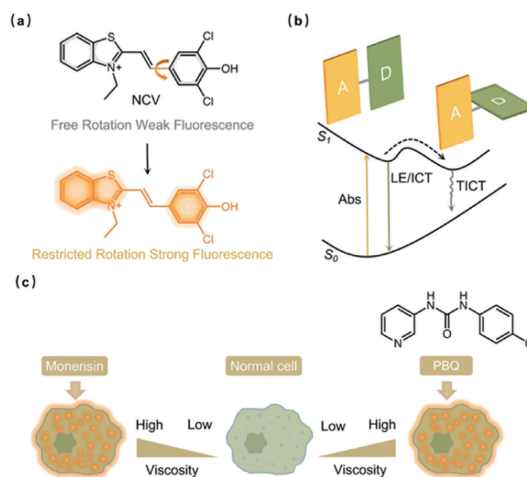 (a)
S
N+
Cl
OH
Cl
NCV
Free Rotation Weak Fluorescence
S
N+
Cl
OH
Cl
Restricted Rotation Strong Fluorescence
(b)
A
D
A
D
S1
Abs
LE/ICT
TICT
S0
(c)
H
N
H
N
O
N
Monensin
Normal cell
PBQ
High
Low
Low
High
Viscosity
Viscosity